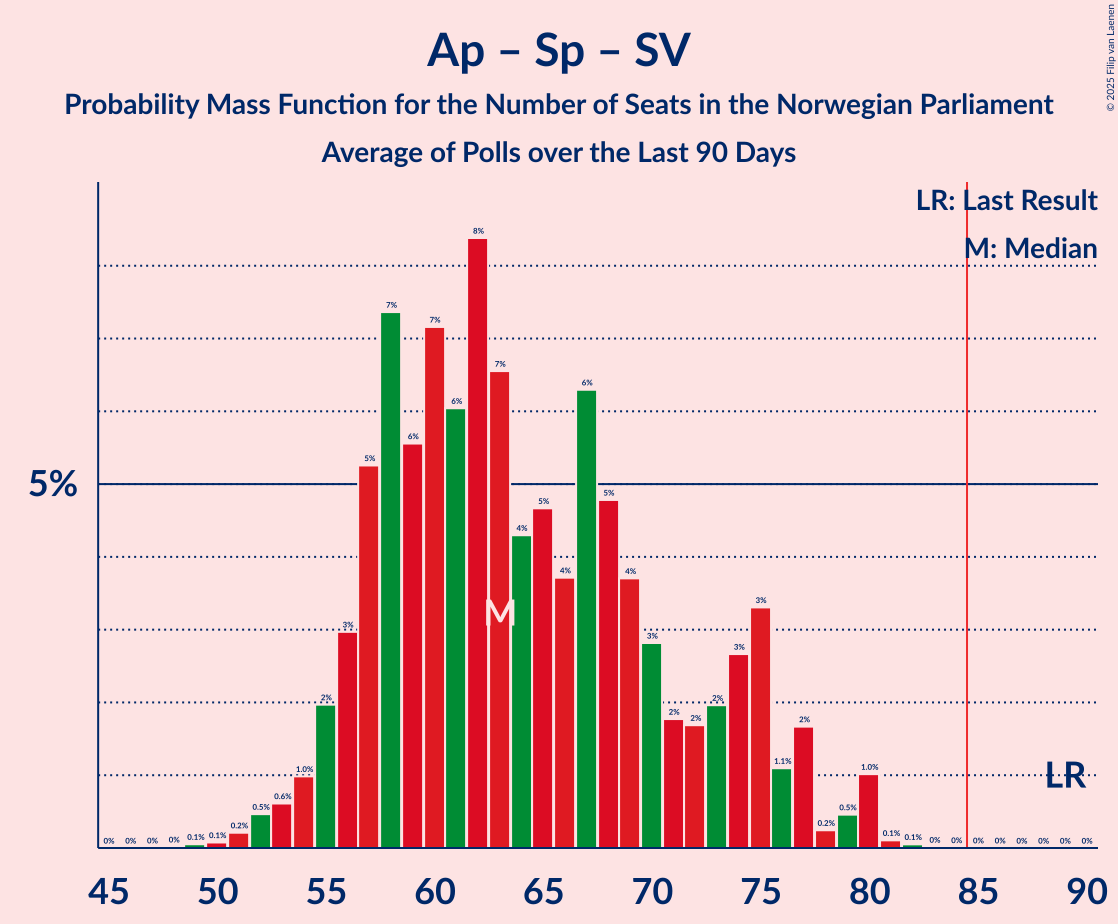 Ap – Sp – SV
Probability Mass Function for the Number of Seats in the Norwegian Parliament
Average of Polls over the Last 90 Days
© 2025 Filip van Laenen
LR: Last Result
M: Median
5%
0% 0% 0% 0% 0.1% 0.1% 0.2% 0.5% 0.6% 1.0% 2% 3% 5% 7% 6% 7% 6% 8% 7% 4% 5% 4% 6% 5% 4% 3% 2% 2% 2% 3% 3% 1.1% 2% 0.2% 0.5% 1.0% 0.1% 0.1% 0% 0% 0% 0% 0% 0% 0% 0%
M
LR
45 50 55 60 65 70 75 80 85 90